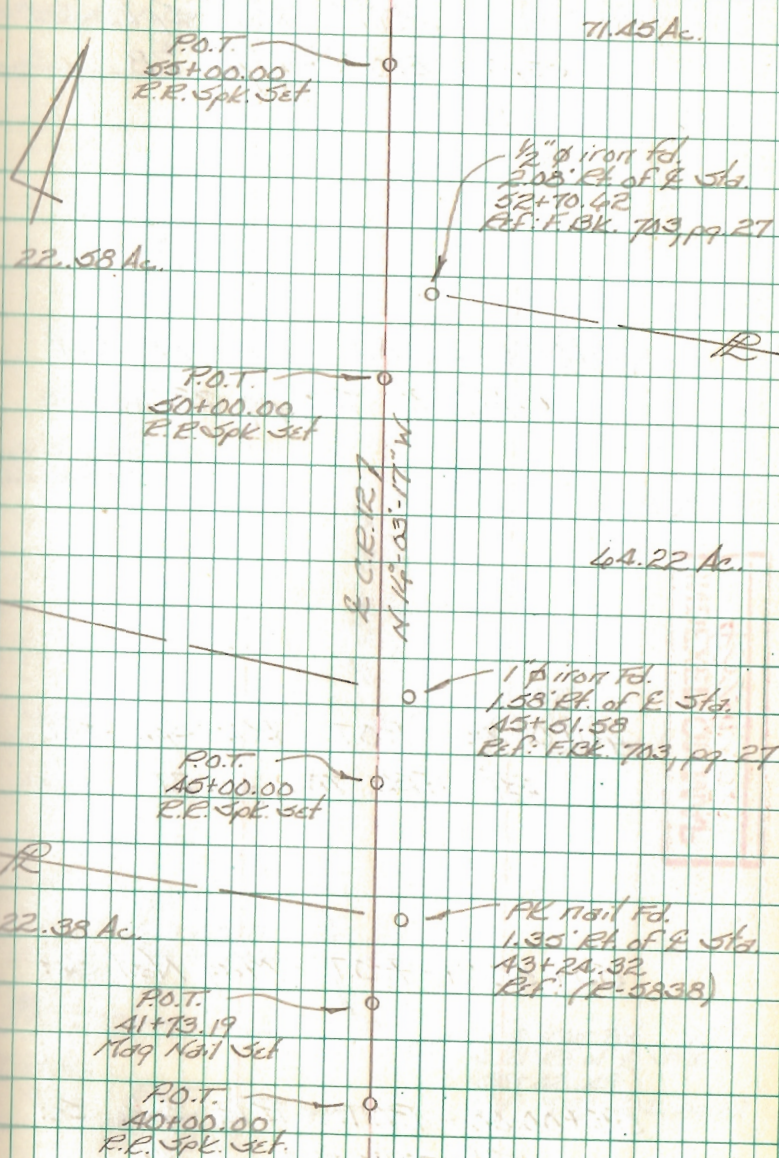 71.45 Ac.
P.O.T.
55+00.00
R.R. Spk. Set
1/2" ø iron Fd.
2.08' Rt. of ℄ Sta.
52+70.42
Ref: F.BK. 703, pg. 27
22.58 Ac.
PL
P.O.T.
50+00.00
R.R. Spk. Set
℄ C.R. 127
N 14°-03'-17" W
64.22 Ac.
1" ø iron Fd.
1.58' Rt. of ℄ Sta.
45+61.58
Ref: F.BK. 703, pg. 27
P.O.T.
45+00.00
R.R. Spk. Set
PL
22.38 Ac.
PK nail Fd.
1.35' Rt. of ℄ Sta.
43+24.32
Ref: (R-5838)
P.O.T.
41+73.19
Mag Nail Set
P.O.T.
40+00.00
R.R. Spk. Set.